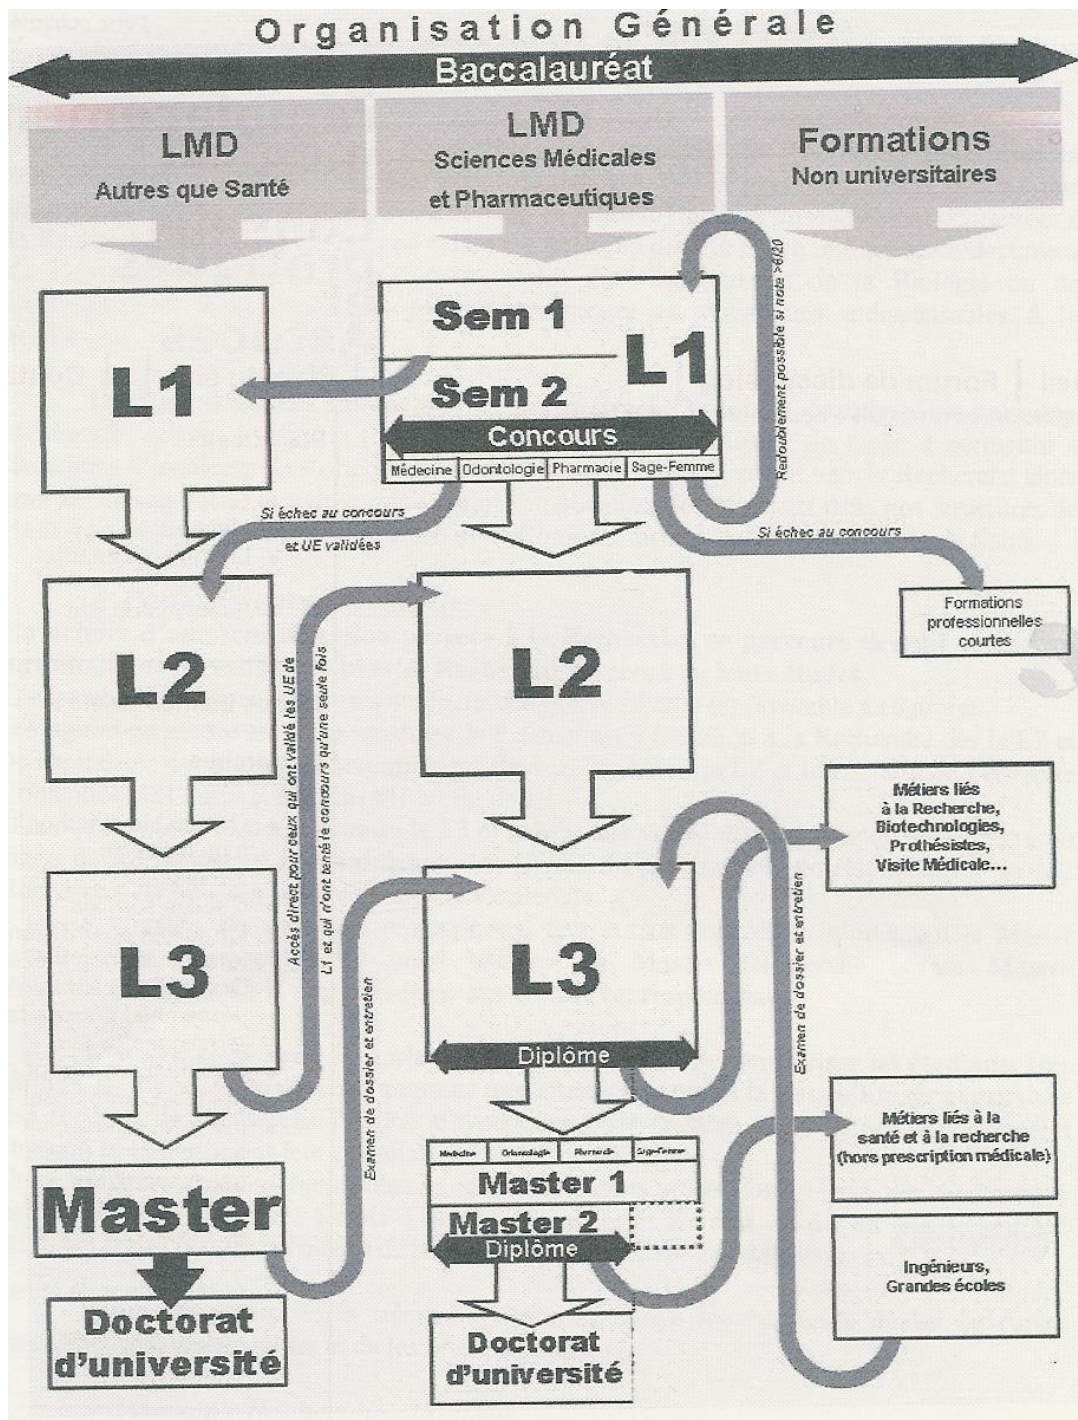 Organisation Générale
Baccalauréat
LMD
Autres que Santé
LMD
Sciences Médicales
et Pharmaceutiques
Formations
Non universitaires
L1
Sem 1
Sem 2
L1
Concours
Médecine
Odontologie
Pharmacie
Sage-Femme
Redoublement possible si note >6/20
Si échec au concours
et UE validées
Si échec au concours
Formations
professionnelles
courtes
L2
L2
Accès direct pour ceux qui ont validé les UE de
L1 et qui n'ont tenté le concours qu'une seule fois
Métiers liés
à la Recherche,
Biotechnologies,
Prothésistes,
Visite Médicale...
L3
L3
Diplôme
Examen de dossier et entretien
Examen de dossier et entretien
Métiers liés à la
santé et à la recherche
(hors prescription médicale)
Médecine
Odontologie
Pharmacie
Sage-Femme
Master
Master 1
Master 2
Diplôme
Ingénieurs,
Grandes écoles
Doctorat
d'université
Doctorat
d'université